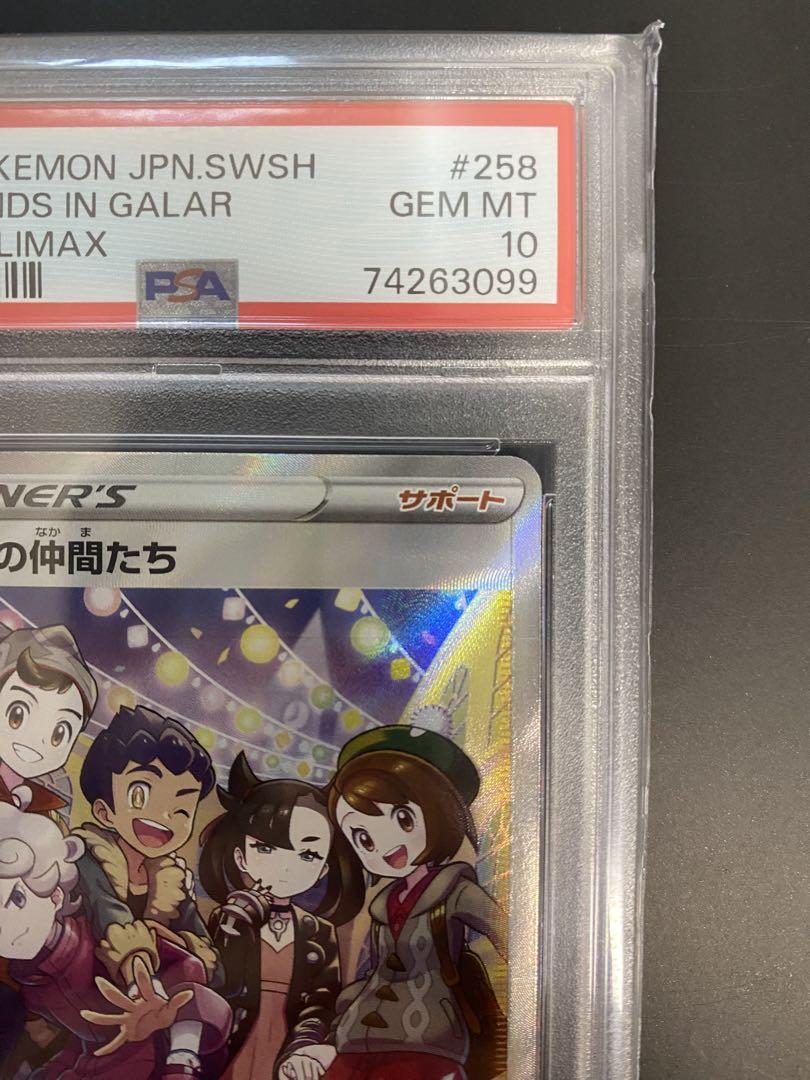 KEMON JPN.SWSH #258
NDS IN GALAR GEM MT
LIMAX 10
PSA 74263099
NER'S サポート
なかま
の仲間たち